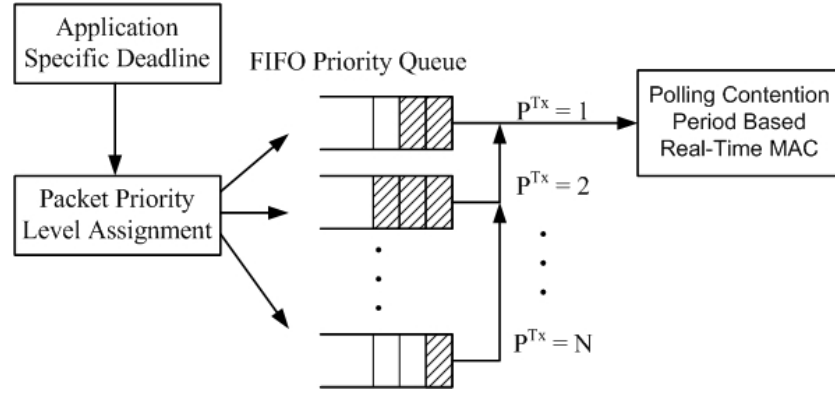 Application
Specific Deadline
FIFO Priority Queue
P^Tx = 1
Polling Contention
Period Based
Real-Time MAC
Packet Priority
Level Assignment
P^Tx = 2
P^Tx = N